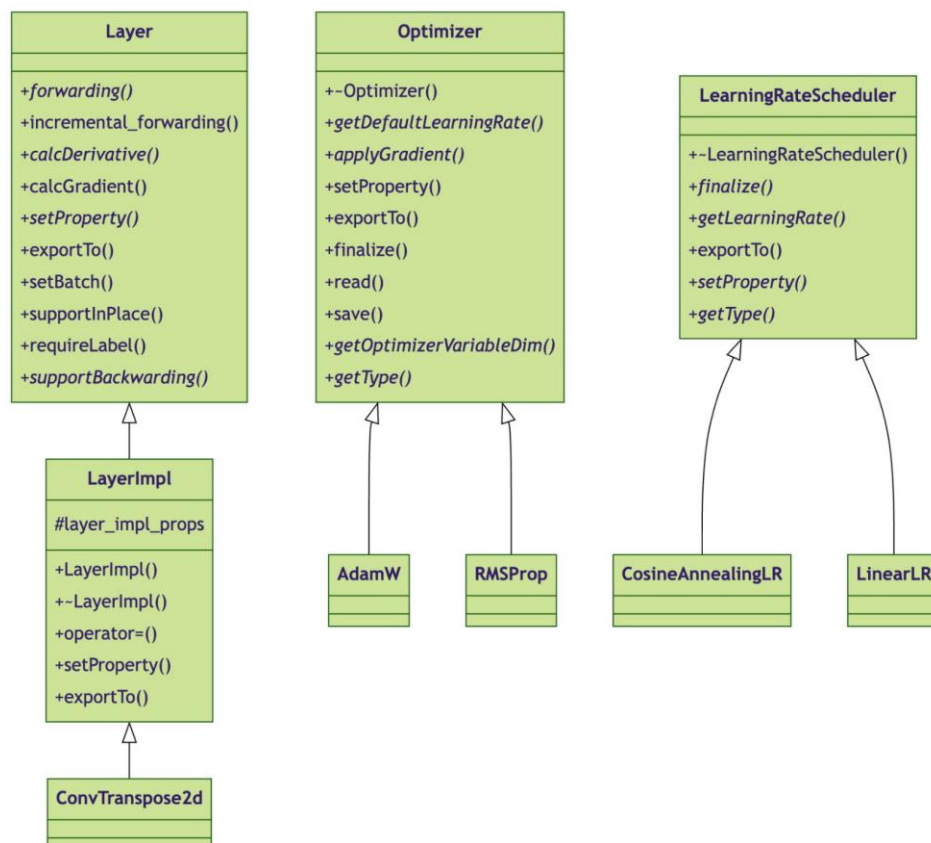 Layer
+forwarding()
+incremental_forwarding()
+calcDerivative()
+calcGradient()
+setProperty()
+exportTo()
+setBatch()
+supportInPlace()
+requireLabel()
+supportBackwarding()
Optimizer
+~Optimizer()
+getDefaultLearningRate()
+applyGradient()
+setProperty()
+exportTo()
+finalize()
+read()
+save()
+getOptimizerVariableDim()
+getType()
LearningRateScheduler
+~LearningRateScheduler()
+finalize()
+getLearningRate()
+exportTo()
+setProperty()
+getType()
LayerImpl
#layer_impl_props
+LayerImpl()
+~LayerImpl()
+operator=()
+setProperty()
+exportTo()
AdamW
RMSProp
CosineAnnealingLR
LinearLR
ConvTranspose2d